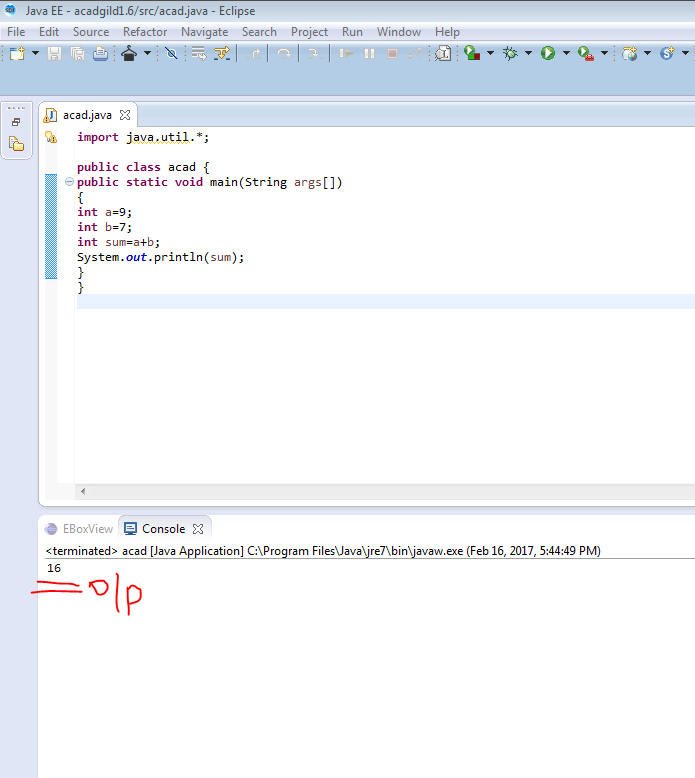 Java EE - acadgild1.6/src/acad.java - Eclipse
File Edit Source Refactor Navigate Search Project Run Window Help
acad.java
import java.util.*;
public class acad {
public static void main(String args[])
{
int a=9;
int b=7;
int sum=a+b;
System.out.println(sum);
}
}
EBoxView Console
<terminated> acad [Java Application] C:\Program Files\Java\jre7\bin\javaw.exe (Feb 16, 2017, 5:44:49 PM)
16
o/p